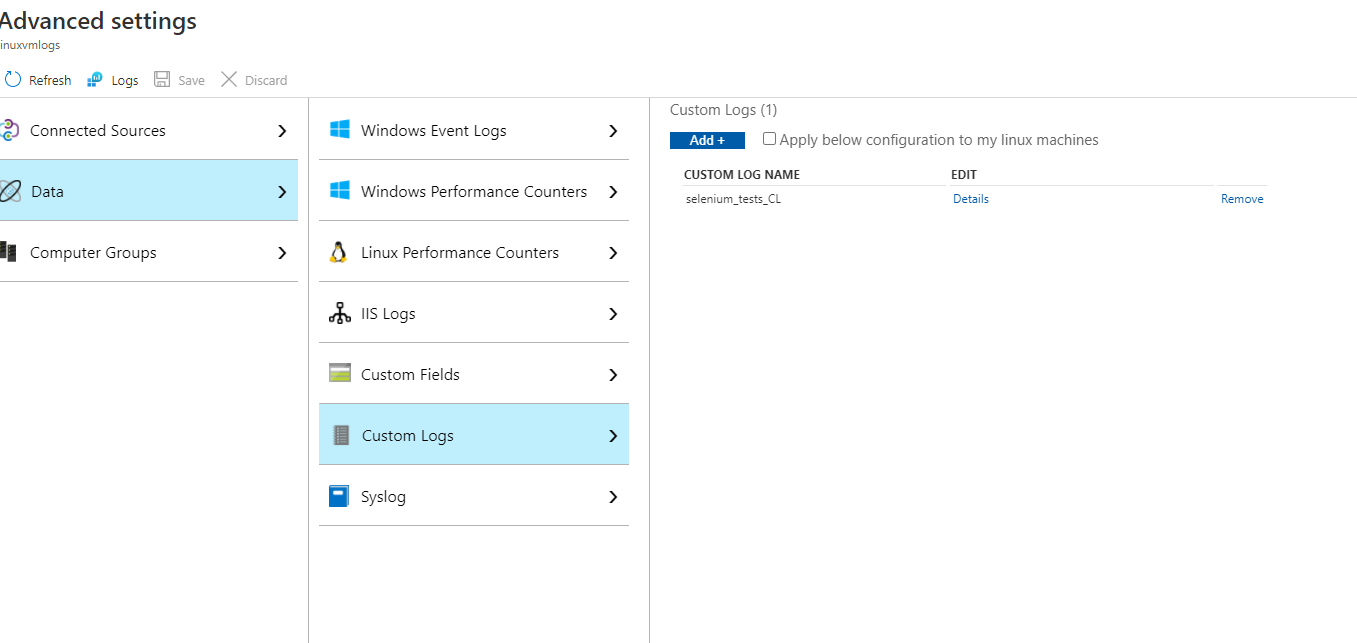 Advanced settings
inuxvmlogs
Refresh Logs Save Discard
Connected Sources
Data
Computer Groups
Windows Event Logs
Windows Performance Counters
Linux Performance Counters
IIS Logs
Custom Fields
Custom Logs
Syslog
Custom Logs (1)
Add + Apply below configuration to my linux machines
CUSTOM LOG NAME EDIT
selenium_tests_CL Details Remove